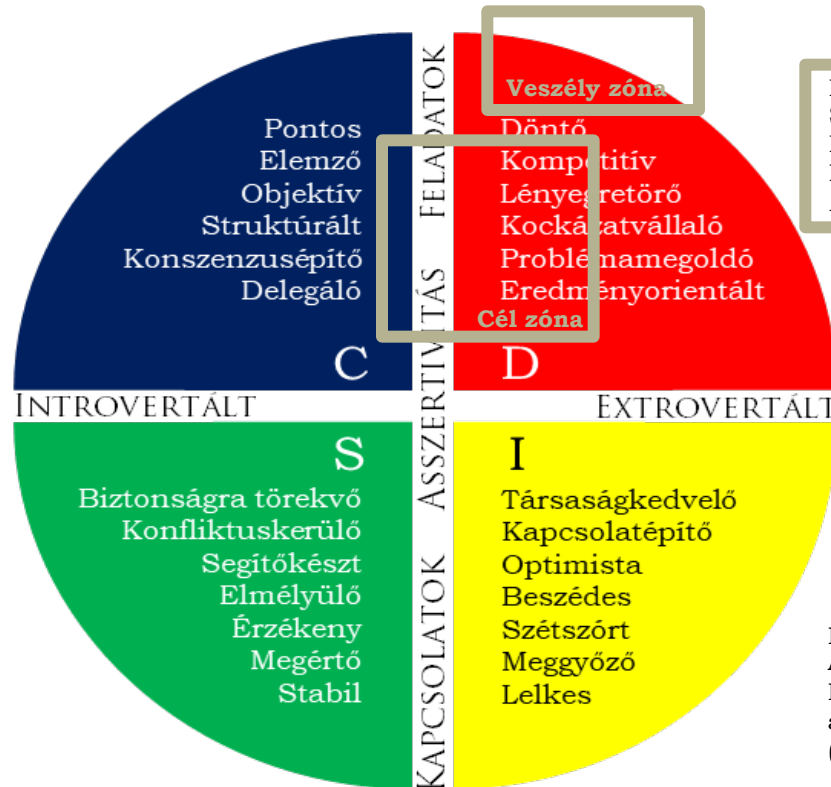 Veszély zóna
Pontos
Elemző
Objektív
Struktúrált
Konszenzusépítő
Delegáló
C
FELADATOK
ASSZERTIVITÁS
KAPCSOLATOK
Döntő
Kompetitív
Lényegretörő
Kockázatvállaló
Problémamegoldó
Eredményorientált
Cél zóna
D
INTROVERTÁLT
EXTROVERTÁLT
S
Biztonságra törekvő
Konfliktuskerülő
Segítőkészt
Elmélyülő
Érzékeny
Megértő
Stabil
I
Társaságkedvelő
Kapcsolatépítő
Optimista
Beszédes
Szétszórt
Meggyőző
Lelkes